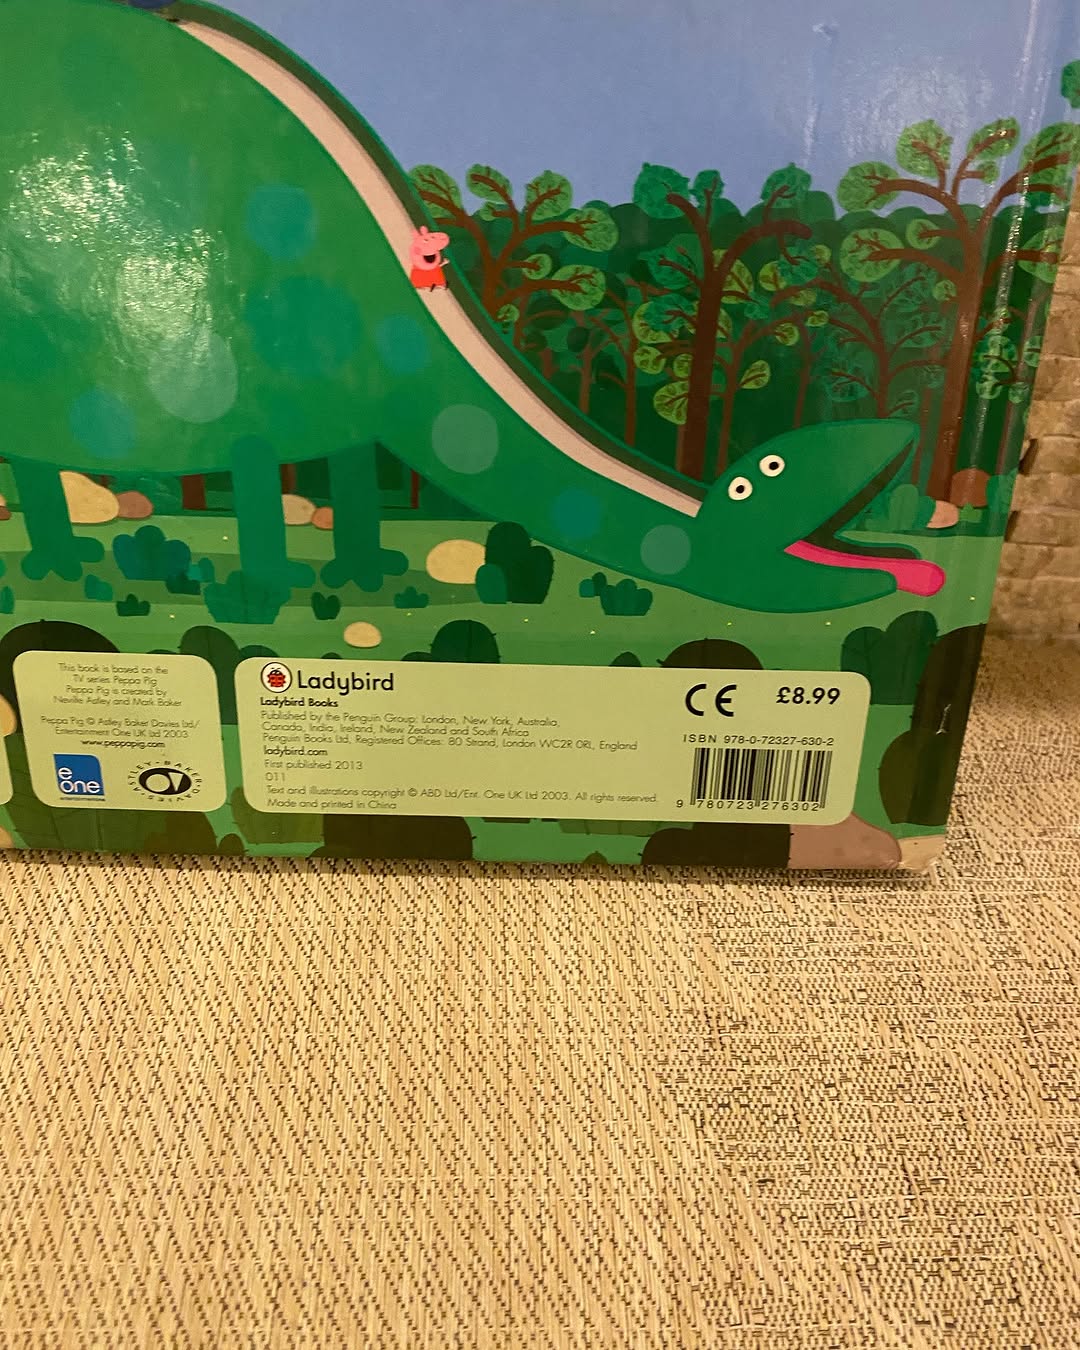 This book is based on the
TV series Peppa Pig
Peppa Pig is created by
Neville Astley and Mark Baker
Peppa Pig © Astley Baker Davies Ltd/
Entertainment One UK Ltd 2003
www.peppapig.com
e
one
entertainment
ASTLEY • BAKER • DAVIES •
Ladybird
Ladybird Books
Published by the Penguin Group: London, New York, Australia,
Canada, India, Ireland, New Zealand and South Africa
Penguin Books Ltd, Registered Offices: 80 Strand, London WC2R 0RL, England
ladybird.com
First published 2013
011
Text and illustrations copyright © ABD Ltd/Ent. One UK Ltd 2003. All rights reserved.
Made and printed in China
CE
£8.99
ISBN 978-0-72327-630-2
9 780723 276302